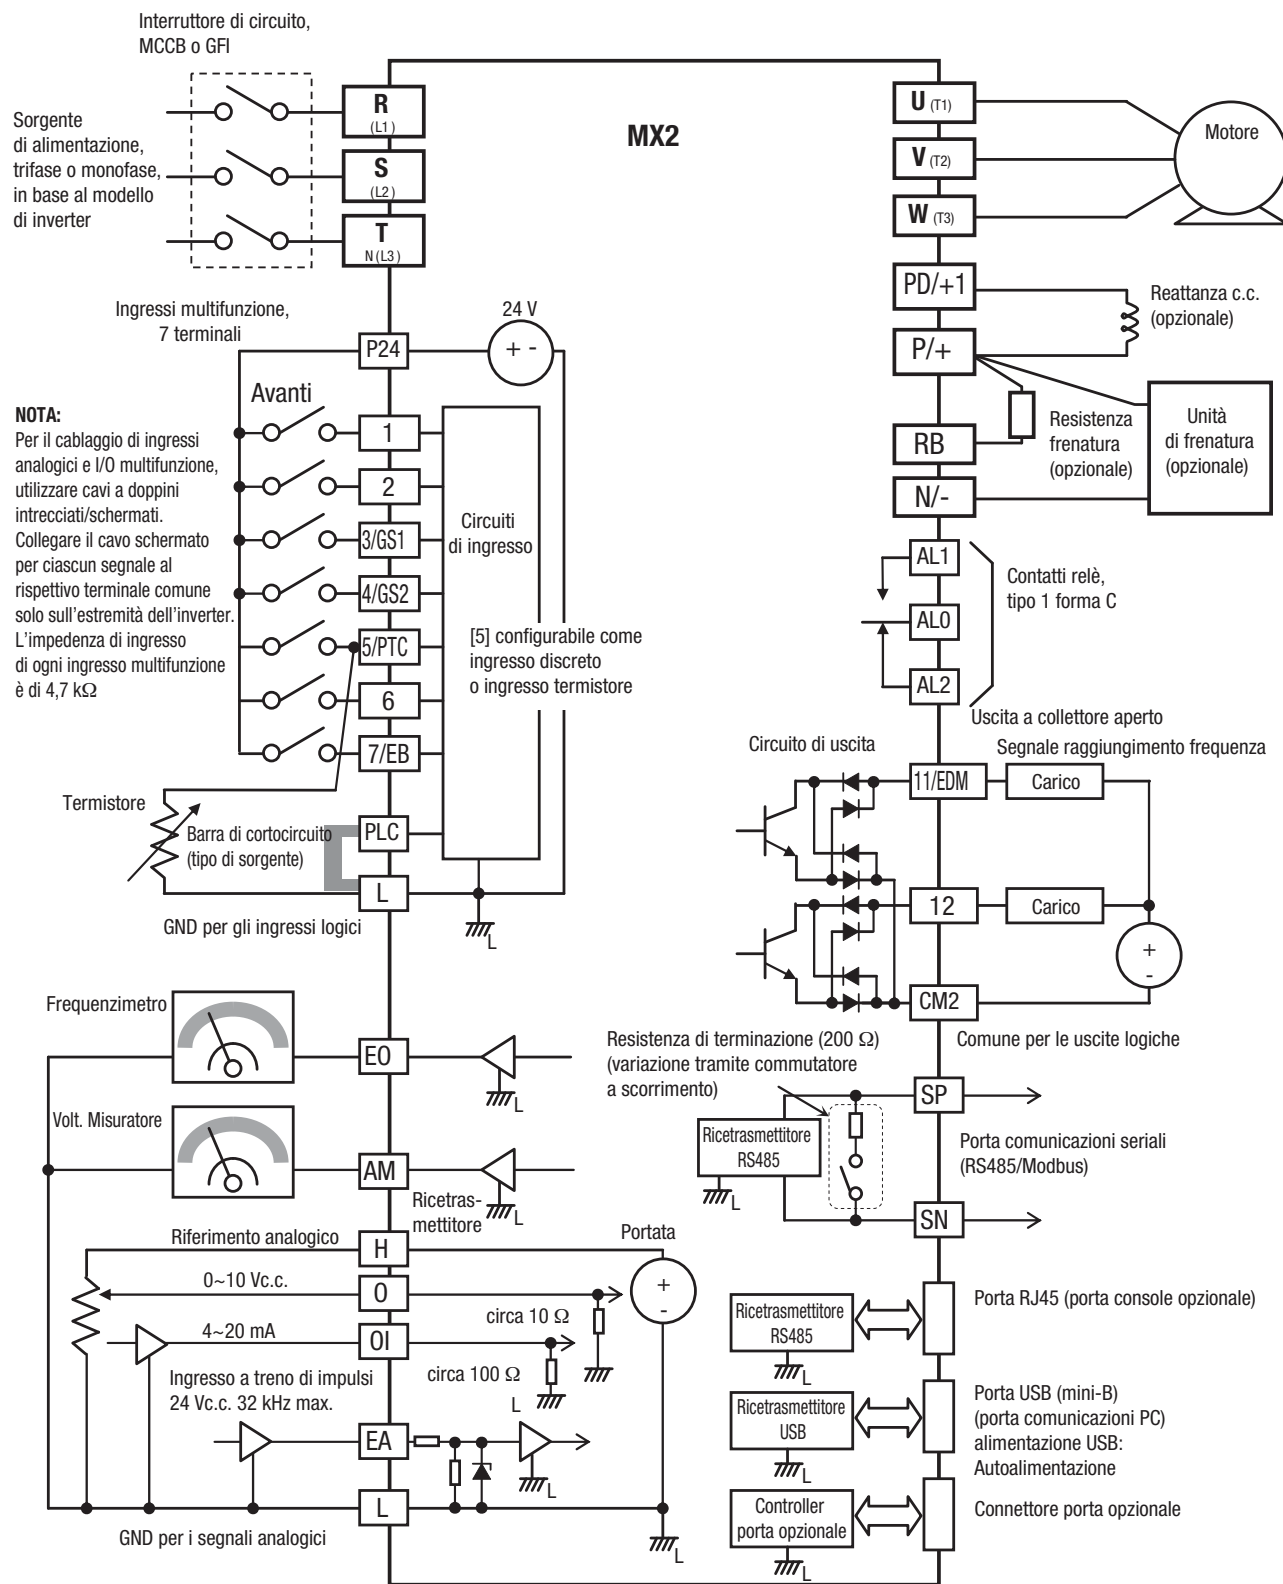 Interruttore di circuito,
MCCB o GFI
Sorgente
di alimentazione,
trifase o monofase,
in base al modello
di inverter
R
(L1)
S
(L2)
T
N (L3)
MX2
U (T1)
V (T2)
W (T3)
Motore
PD/+1
P/+
RB
N/-
Reattanza c.c.
(opzionale)
Resistenza
frenatura
(opzionale)
Unità
di frenatura
(opzionale)
Ingressi multifunzione,
7 terminali
24 V
P24
+ -
Avanti
NOTA:
Per il cablaggio di ingressi
analogici e I/O multifunzione,
utilizzare cavi a doppini
intrecciati/schermati.
Collegare il cavo schermato
per ciascun segnale al
rispettivo terminale comune
solo sull'estremità dell'inverter.
L'impedenza di ingresso
di ogni ingresso multifunzione
è di 4,7 kΩ
1
2
3/GS1
4/GS2
5/PTC
6
7/EB
Circuiti
di ingresso
[5] configurabile come
ingresso discreto
o ingresso termistore
AL1
AL0
AL2
Contatti relè,
tipo 1 forma C
Uscita a collettore aperto
Circuito di uscita
Segnale raggiungimento frequenza
11/EDM
Carico
12
Carico
+
-
CM2
Comune per le uscite logiche
Termistore
Barra di cortocircuito
(tipo di sorgente)
PLC
L
L
GND per gli ingressi logici
Frequenzimetro
EO
L
Volt. Misuratore
AM
L
Ricetras-
mettitore
Resistenza di terminazione (200 Ω)
(variazione tramite commutatore
a scorrimento)
SP
Ricetrasmettitore
RS485
L
Porta comunicazioni seriali
(RS485/Modbus)
SN
Riferimento analogico
H
Portata
0~10 Vc.c.
O
+
-
circa 10 Ω
4~20 mA
OI
circa 100 Ω
L
Ingresso a treno di impulsi
24 Vc.c. 32 kHz max.
EA
L
L
L
GND per i segnali analogici
Ricetrasmettitore
RS485
L
Porta RJ45 (porta console opzionale)
Ricetrasmettitore
USB
L
Porta USB (mini-B)
(porta comunicazioni PC)
alimentazione USB:
Autoalimentazione
Controller
porta opzionale
L
Connettore porta opzionale